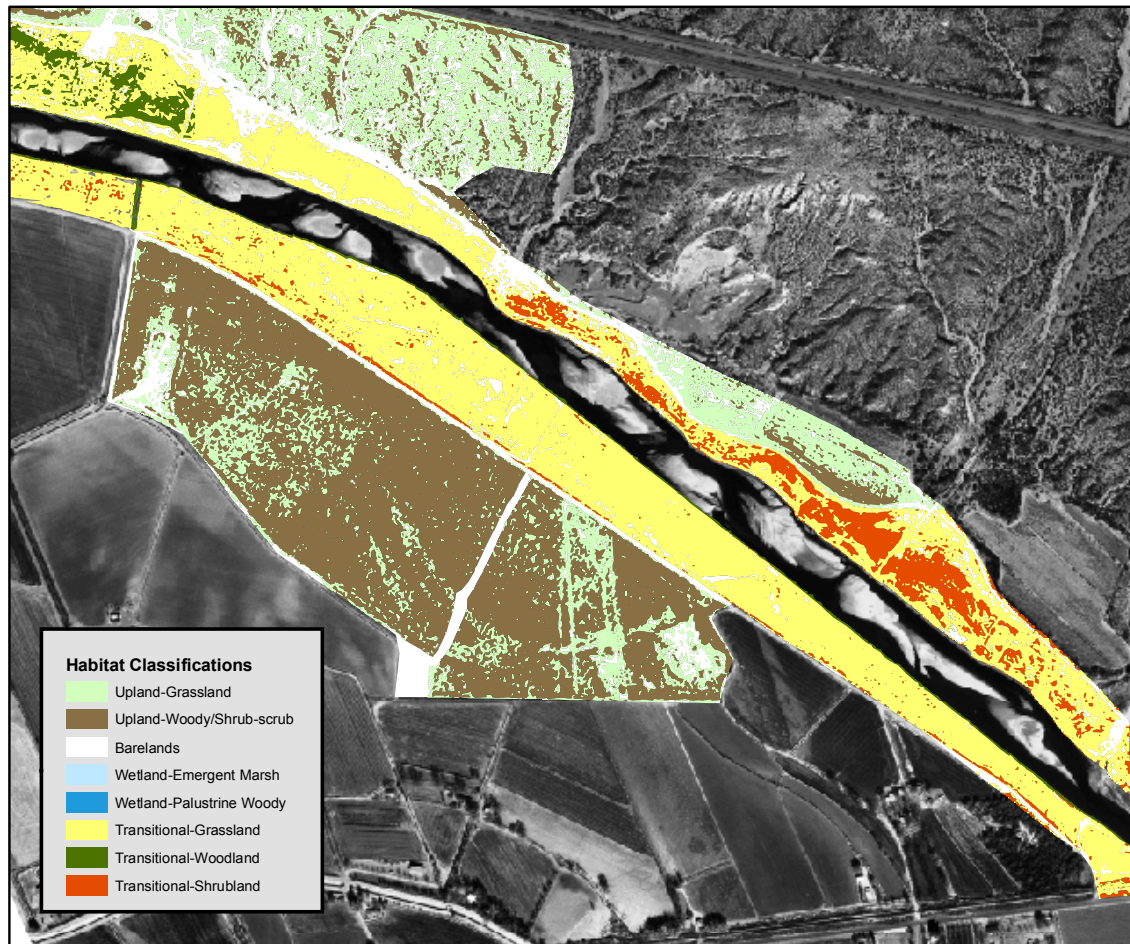 Habitat Classifications
Upland-Grassland
Upland-Woody/Shrub-scrub
Barelands
Wetland-Emergent Marsh
Wetland-Palustrine Woody
Transitional-Grassland
Transitional-Woodland
Transitional-Shrubland